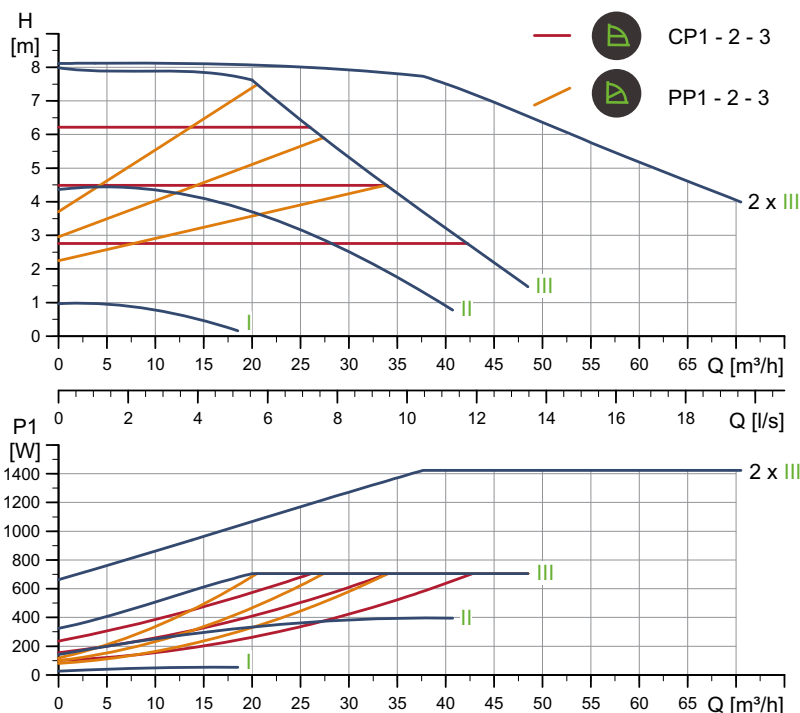 H
[m]
CP1 - 2 - 3
PP1 - 2 - 3
8
7
6
5
4
3
2
1
0
2 x III
III
II
I
0 5 10 15 20 25 30 35 40 45 50 55 60 65 Q [m³/h]
0 2 4 6 8 10 12 14 16 18 Q [l/s]
P1
[W]
1400
1200
1000
800
600
400
200
0
2 x III
III
II
I
0 5 10 15 20 25 30 35 40 45 50 55 60 65 Q [m³/h]